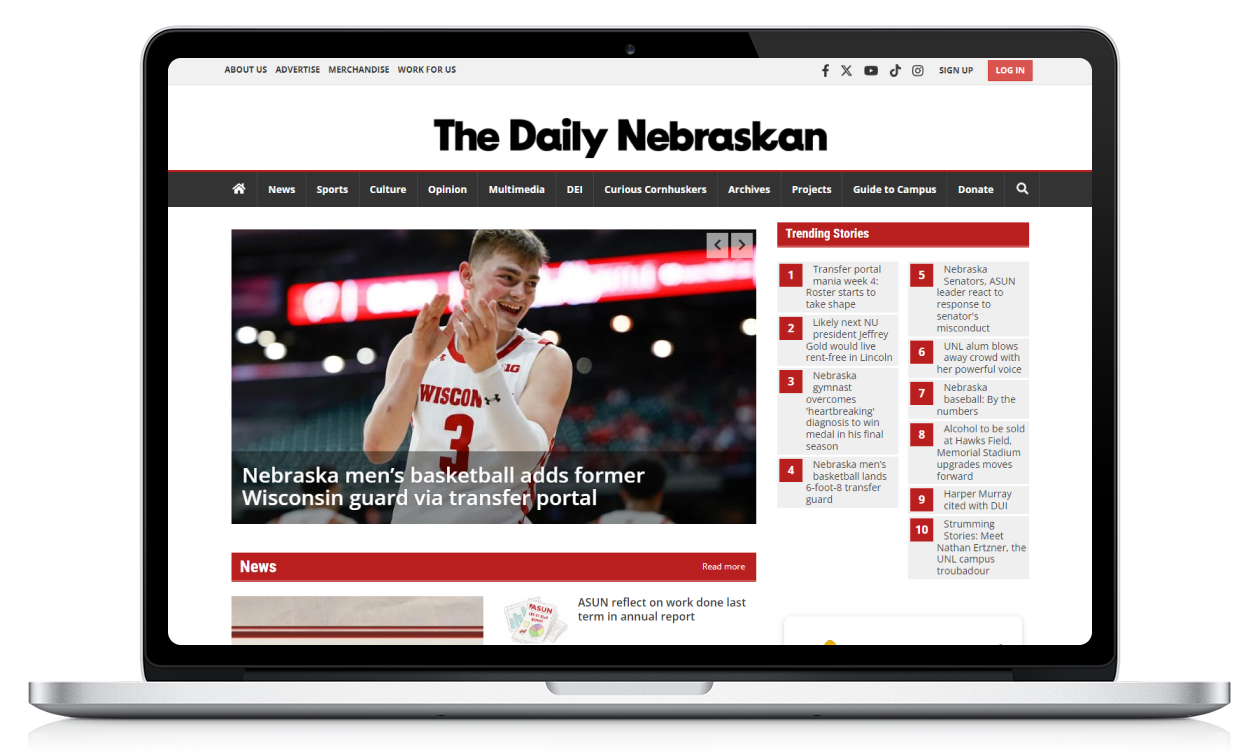 ABOUT US ADVERTISE MERCHANDISE WORK FOR US
SIGN UP LOG IN
The Daily Nebraskan
News Sports Culture Opinion Multimedia DEI Curious Cornhuskers Archives Projects Guide to Campus Donate
WISCON
3
Nebraska men's basketball adds former
Wisconsin guard via transfer portal
Trending Stories
1 Transfer portal
mania week 4:
Roster starts to
take shape
2 Likely next NU
president Jeffrey
Gold would live
rent-free in Lincoln
3 Nebraska
gymnast
overcomes
'heartbreaking'
diagnosis to win
medal in his final
season
4 Nebraska men's
basketball lands
6-foot-8 transfer
guard
5 Nebraska
Senators, ASUN
leader react to
response to
senator's
misconduct
6 UNL alum blows
away crowd with
her powerful voice
7 Nebraska
baseball: By the
numbers
8 Alcohol to be sold
at Hawks Field,
Memorial Stadium
upgrades moves
forward
9 Harper Murray
cited with DUI
10 Strumming
Stories: Meet
Nathan Ertzner, the
UNL campus
troubadour
News Read more
ASUN
ASUN reflect on work done last
term in annual report